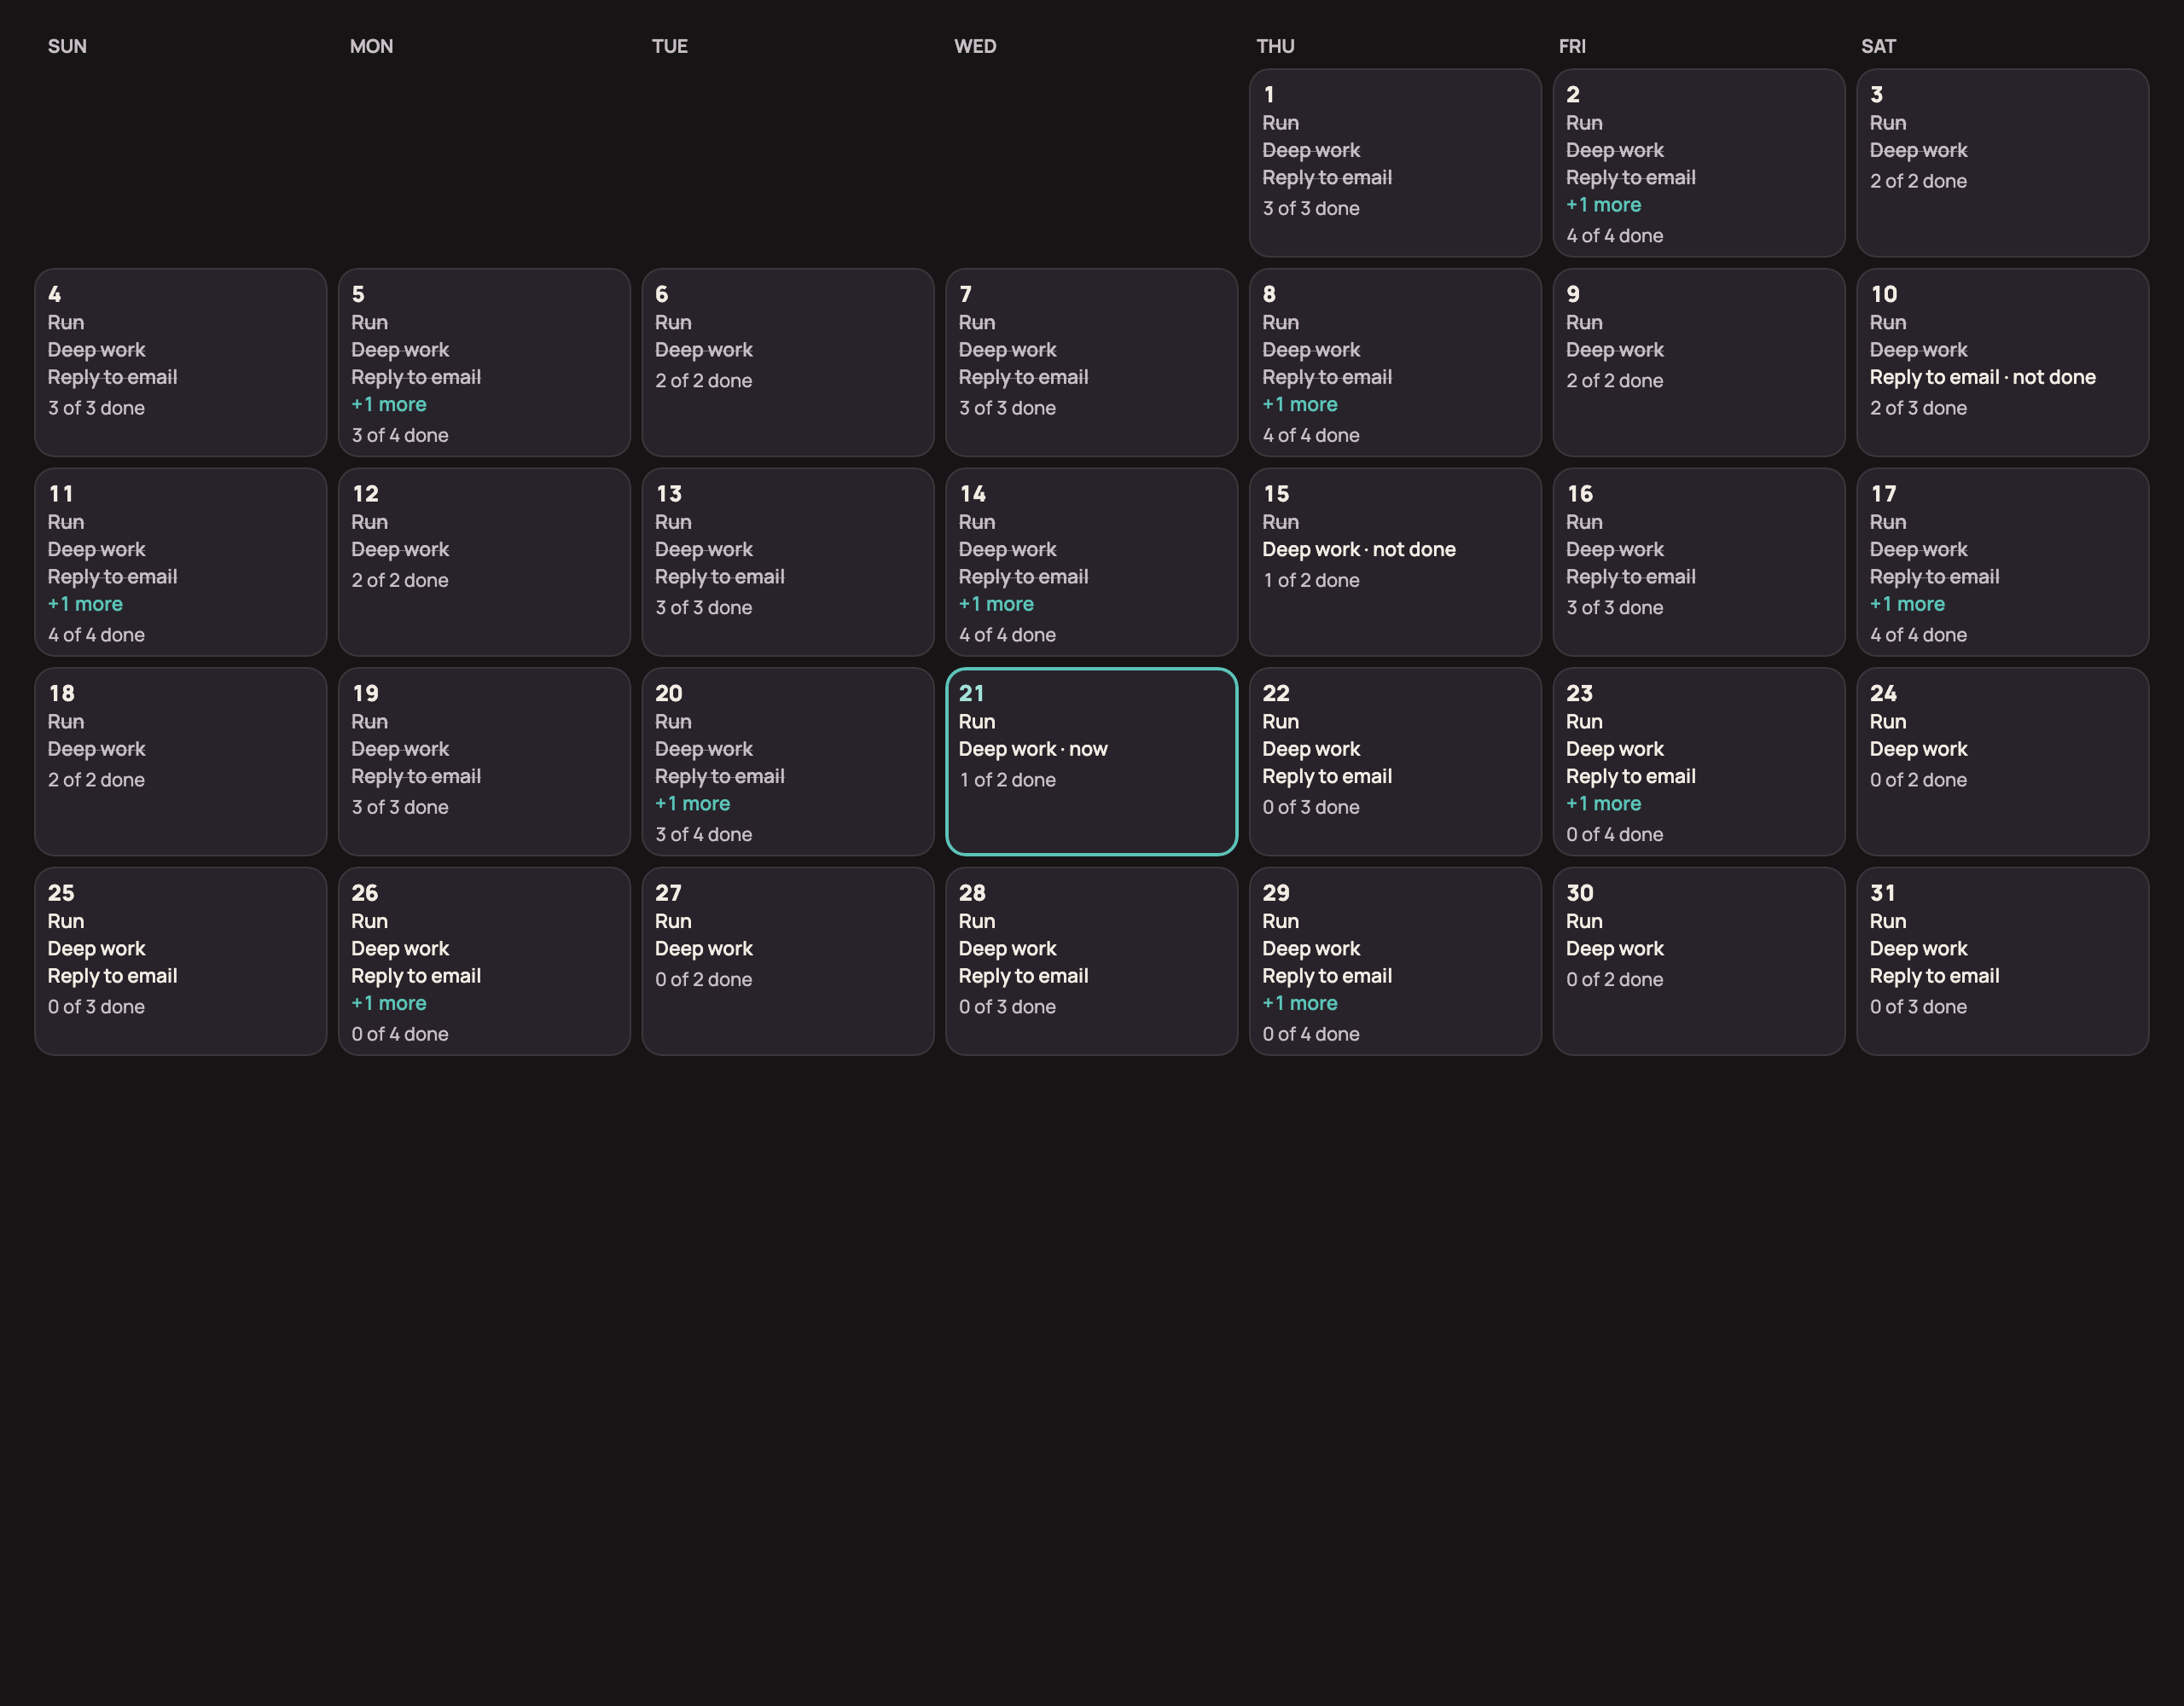 SUN MON TUE WED THU FRI SAT
1
Run
Deep work
Reply to email
3 of 3 done
2
Run
Deep work
Reply to email
+1 more
4 of 4 done
3
Run
Deep work
2 of 2 done
4
Run
Deep work
Reply to email
3 of 3 done
5
Run
Deep work
Reply to email
+1 more
3 of 4 done
6
Run
Deep work
2 of 2 done
7
Run
Deep work
Reply to email
3 of 3 done
8
Run
Deep work
Reply to email
+1 more
4 of 4 done
9
Run
Deep work
2 of 2 done
10
Run
Deep work
Reply to email · not done
2 of 3 done
11
Run
Deep work
Reply to email
+1 more
4 of 4 done
12
Run
Deep work
2 of 2 done
13
Run
Deep work
Reply to email
3 of 3 done
14
Run
Deep work
Reply to email
+1 more
4 of 4 done
15
Run
Deep work · not done
1 of 2 done
16
Run
Deep work
Reply to email
3 of 3 done
17
Run
Deep work
Reply to email
+1 more
4 of 4 done
18
Run
Deep work
2 of 2 done
19
Run
Deep work
Reply to email
3 of 3 done
20
Run
Deep work
Reply to email
+1 more
3 of 4 done
21
Run
Deep work · now
1 of 2 done
22
Run
Deep work
Reply to email
0 of 3 done
23
Run
Deep work
Reply to email
+1 more
0 of 4 done
24
Run
Deep work
0 of 2 done
25
Run
Deep work
Reply to email
0 of 3 done
26
Run
Deep work
Reply to email
+1 more
0 of 4 done
27
Run
Deep work
0 of 2 done
28
Run
Deep work
Reply to email
0 of 3 done
29
Run
Deep work
Reply to email
+1 more
0 of 4 done
30
Run
Deep work
0 of 2 done
31
Run
Deep work
Reply to email
0 of 3 done